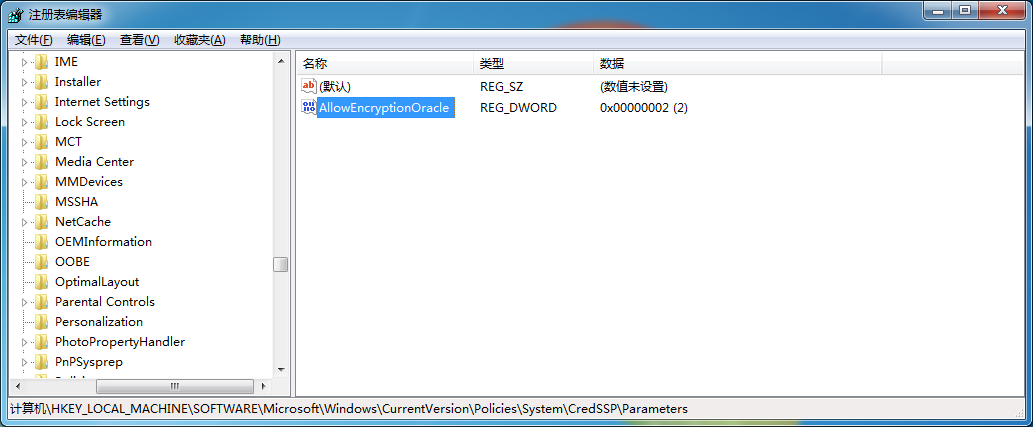 注册表编辑器
文件(F) 编辑(E) 查看(V) 收藏夹(A) 帮助(H)
IME
Installer
Internet Settings
Lock Screen
MCT
Media Center
MMDevices
MSSHA
NetCache
OEMInformation
OOBE
OptimalLayout
Parental Controls
Personalization
PhotoPropertyHandler
PnPSysprep
名称 类型 数据
(默认) REG_SZ (数值未设置)
AllowEncryptionOracle REG_DWORD 0x00000002 (2)
计算机\HKEY_LOCAL_MACHINE\SOFTWARE\Microsoft\Windows\CurrentVersion\Policies\System\CredSSP\Parameters